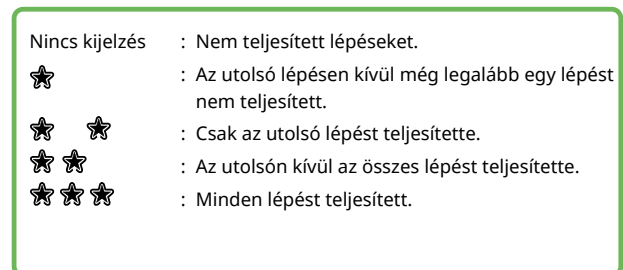 Nincs kijelzés : Nem teljesített lépéseket.
: Az utolsó lépésen kívül még legalább egy lépést
nem teljesített.
: Csak az utolsó lépést teljesítette.
: Az utolsón kívül az összes lépést teljesítette.
: Minden lépést teljesített.